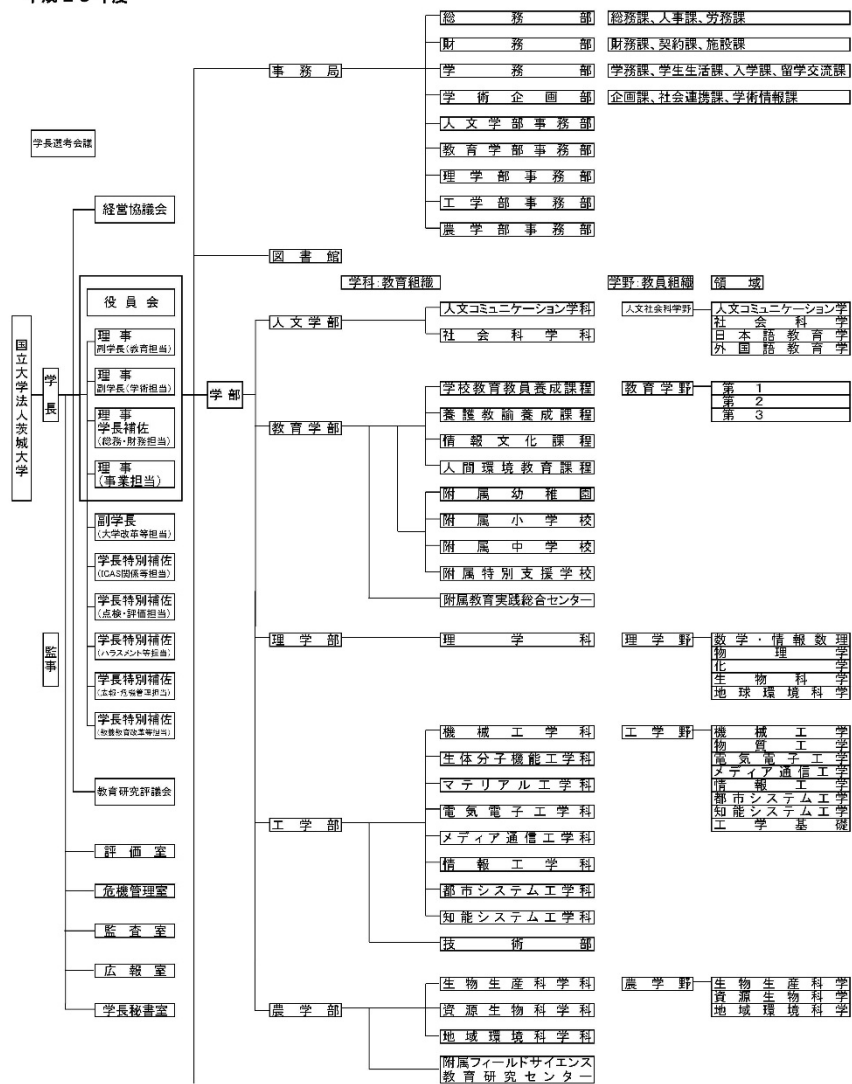 総務部 総務課、人事課、労務課
財務部 財務課、契約課、施設課
事務局 学務部 学務課、学生生活課、入学課、留学交流課
学術企画部 企画課、社会連携課、学術情報課
人文学部事務部
学長選考会議
教育学部事務部
理学部事務部
経営協議会
工学部事務部
農学部事務部
図書館
学科:教育組織 学野:教員組織 領域
役員会
人文学部 人文コミュニケーション学科 人文社会科学野 人文コミュニケーション学
社会科学科 社会科学
日本語教育学
外国語教育学
国立大学法人茨城大学
学長
理事
副学長(教育担当)
理事
副学長(学術担当)
理事
学長補佐
(総務・財務担当)
理事
(事業担当)
学部
教育学部
学校教育教員養成課程 教育学野 第1
第2
第3
養護教諭養成課程
情報文化課程
人間環境教育課程
附属幼稚園
附属小学校
附属中学校
附属特別支援学校
附属教育実践総合センター
副学長
(大学改革等担当)
学長特別補佐
(ICAS関係等担当)
学長特別補佐
(点検・評価担当)
監事
学長特別補佐
(ハラスメント等担当)
学長特別補佐
(広報・危機管理担当)
学長特別補佐
(教養教育改革等担当)
理学部 理学科 理学野 数学・情報数理
物理学
化学
生物科学
地球環境科学
教育研究評議会
工学部
機械工学科 工学野 機械工学
物質工学
電気電子工学
メディア通信工学
情報工学
都市システム工学
知能システム工学
工学基礎
生体分子機能工学科
マテリアル工学科
電気電子工学科
メディア通信工学科
情報工学科
都市システム工学科
知能システム工学科
技術部
評価室
危機管理室
監査室
広報室
学長秘書室
農学部
生物生産科学科 農学野 生物生産科学
資源生物科学
地域環境科学
資源生物科学科
地域環境科学科
附属フィールドサイエンス
教育研究センター